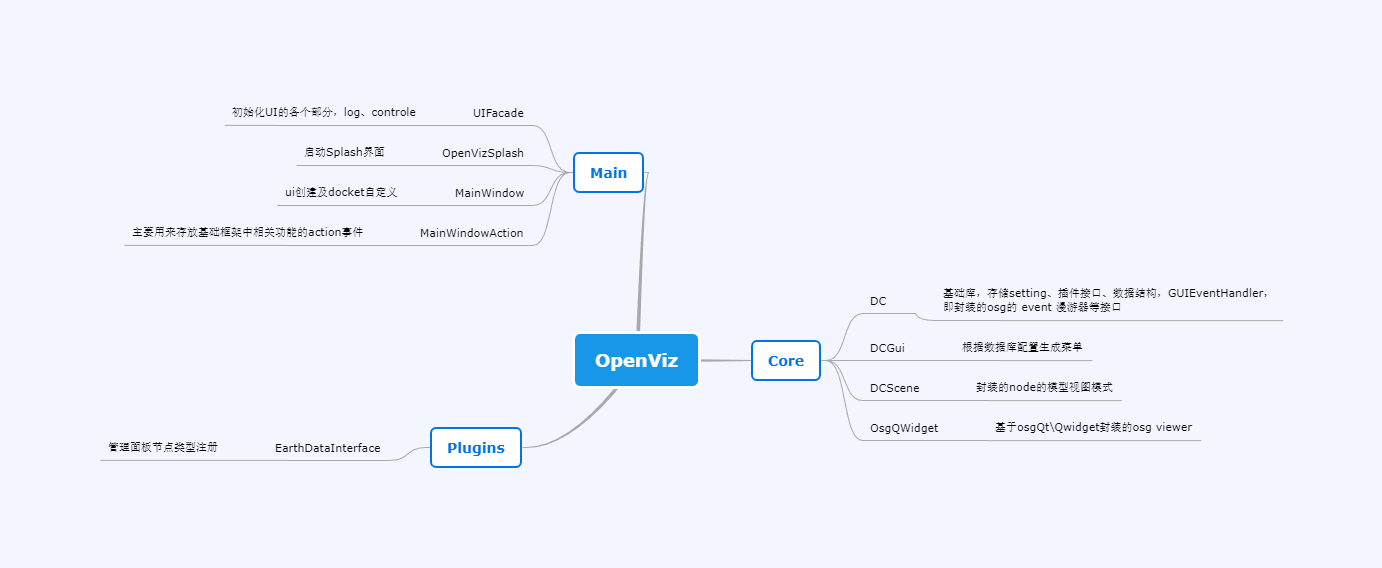 OpenViz
Main
UIFacade
初始化UI的各个部分，log、controle
OpenVizSplash
启动Splash界面
MainWindow
ui创建及docket自定义
MainWindowAction
主要用来存放基础框架中相关功能的action事件
Core
DC
基础库，存储setting、插件接口、数据结构，GUIEventHandler，
即封装的osg的 event 漫游器等接口
DCGui
根据数据库配置生成菜单
DCScene
封装的node的模型视图模式
OsgQWidget
基于osgQt\Qwidget封装的osg viewer
Plugins
EarthDataInterface
管理面板节点类型注册